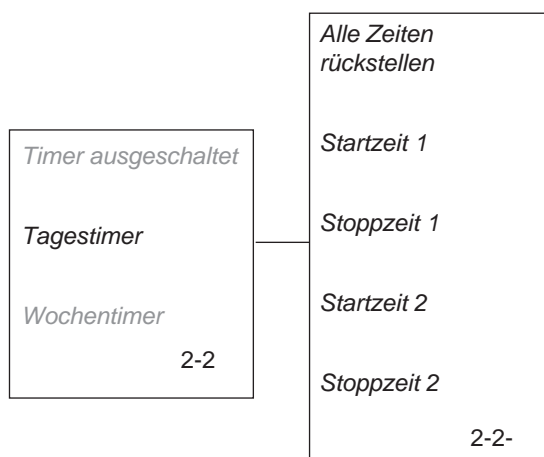 Timer ausgeschaltet
Tagestimer
Wochentimer
2-2
Alle Zeiten
rückstellen
Startzeit 1
Stoppzeit 1
Startzeit 2
Stoppzeit 2
2-2-